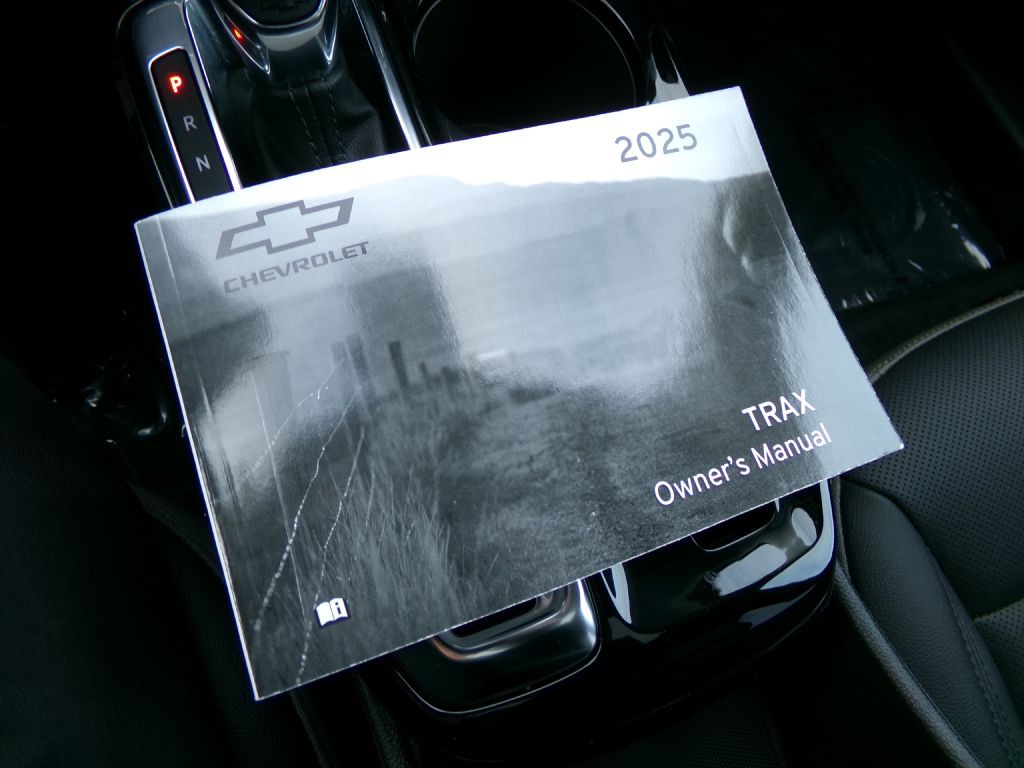 P
R
N
2025
CHEVROLET
TRAX
Owner's Manual